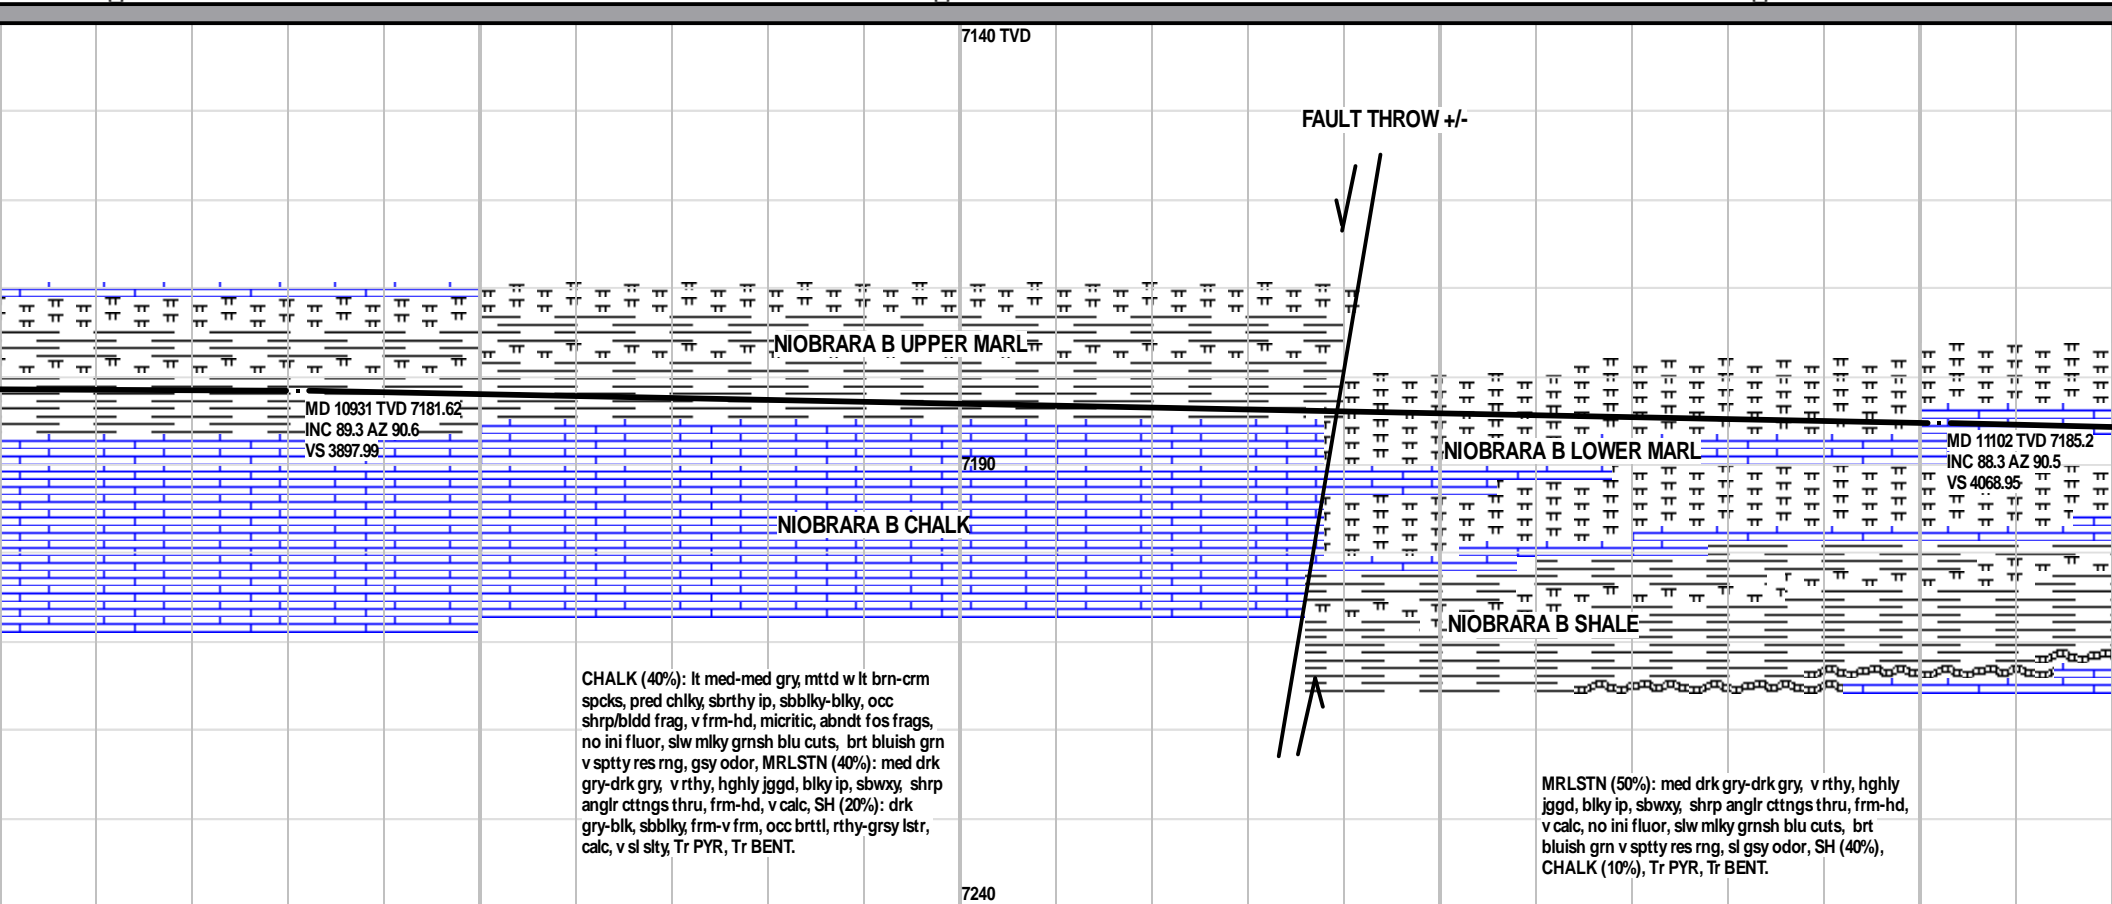 7140 TVD
FAULT THROW +/-
NIOBRARA B UPPER MARL
MD 10931 TVD 7181.62
INC 89.3 AZ 90.6
VS 3897.99
7190
NIOBRARA B CHALK
NIOBRARA B LOWER MARL
MD 11102 TVD 7185.2
INC 88.3 AZ 90.5
VS 4068.95
NIOBRARA B SHALE
CHALK (40%): lt med-med gry, mttd w lt brn-crm
spcks, pred chlky, sbrthy ip, sbblky-blky, occ
shrp/bldd frag, v frm-hd, micritic, abndt fos frags,
no ini fluor, slw mlky grnsh blu cuts, brt bluish grn
v sptty res rng, gsy odor, MRLSTN (40%): med drk
gry-drk gry, v rthy, hghly jggd, blky ip, sbwxy, shrp
anglr cttngs thru, frm-hd, v calc, SH (20%): drk
gry-blk, sbblky, frm-v frm, occ brttl, rthy-grsy lstr,
calc, v sl slty, Tr PYR, Tr BENT.
MRLSTN (50%): med drk gry-drk gry, v rthy, hghly
jggd, blky ip, sbwxy, shrp anglr cttngs thru, frm-hd,
v calc, no ini fluor, slw mlky grnsh blu cuts, brt
bluish grn v sptty res rng, sl gsy odor, SH (40%),
CHALK (10%), Tr PYR, Tr BENT.
7240